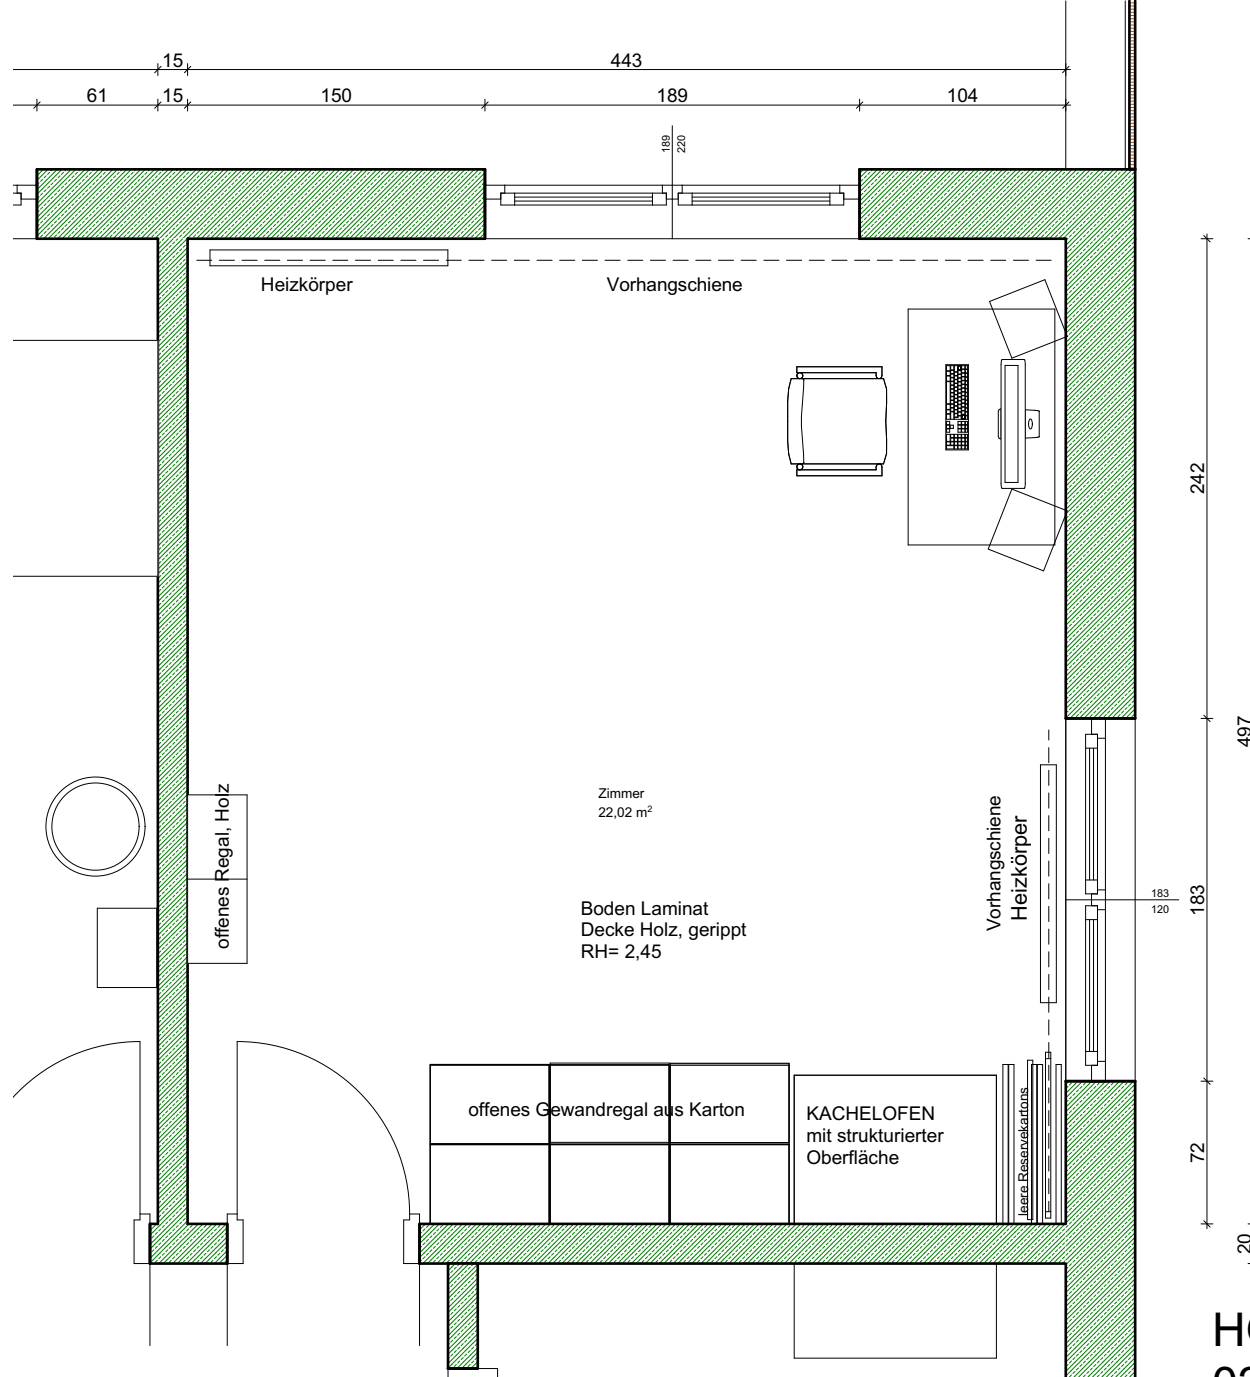 15
443
61
15
150
189
104
189
220
Heizkörper
Vorhangschiene
242
497
offenes Regal, Holz
Zimmer
22,02 m²
Vorhangschiene
Heizkörper
183
120
183
Boden Laminat
Decke Holz, gerippt
RH= 2,45
offenes Gewandregal aus Karton
KACHELOFEN
mit strukturierter
Oberfläche
leere Reservekartons
72
20